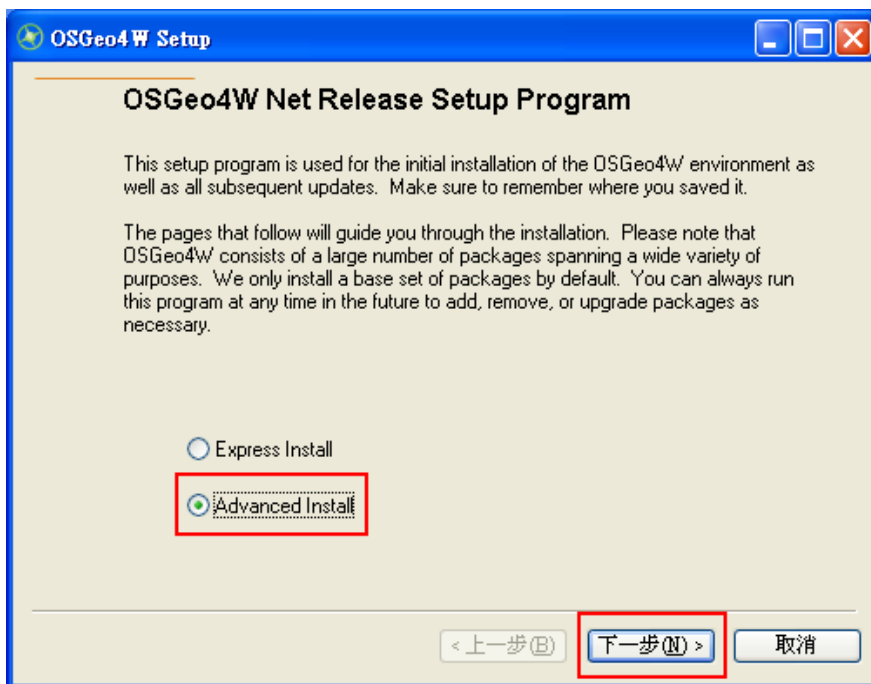 OSGeo4W Setup
OSGeo4W Net Release Setup Program
This setup program is used for the initial installation of the OSGeo4W environment as
well as all subsequent updates. Make sure to remember where you saved it.
The pages that follow will guide you through the installation. Please note that
OSGeo4W consists of a large number of packages spanning a wide variety of
purposes. We only install a base set of packages by default. You can always run
this program at any time in the future to add, remove, or upgrade packages as
necessary.
Express Install
Advanced Install
< 上一步(B)
下一步(N) >
取消